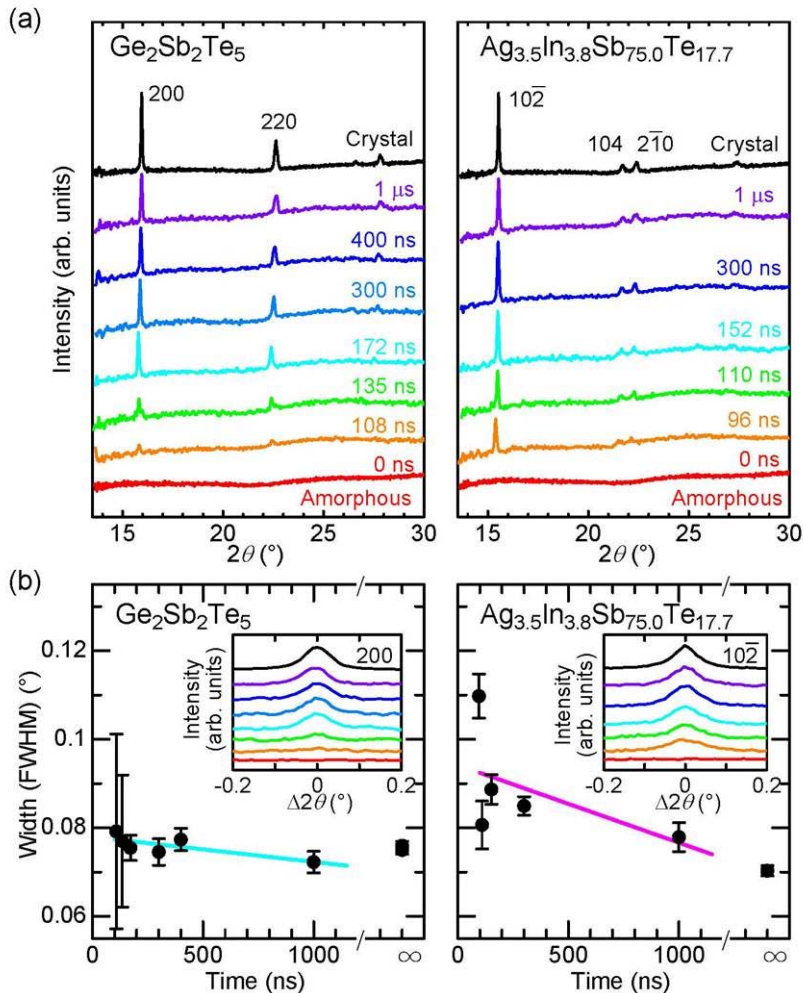 (a)
Ge₂Sb₂Te₅
200
220
Crystal
1 μs
400 ns
300 ns
172 ns
135 ns
108 ns
0 ns
Amorphous
Intensity (arb. units)
15 20 25 30
2θ (°)
Ag₃.₅In₃.₈Sb₇₅.₀Te₁₇.₇
102̅
104 21̅0
Crystal
1 μs
300 ns
152 ns
110 ns
96 ns
0 ns
Amorphous
15 20 25 30
2θ (°)
(b)
Ge₂Sb₂Te₅
0.12
0.1
0.08
0.06
Width (FWHM) (°)
200
Intensity
(arb. units)
-0.2 0 0.2
Δ2θ (°)
0 500 1000 ∞
Time (ns)
Ag₃.₅In₃.₈Sb₇₅.₀Te₁₇.₇
102̅
Intensity
(arb. units)
-0.2 0 0.2
Δ2θ (°)
0 500 1000 ∞
Time (ns)